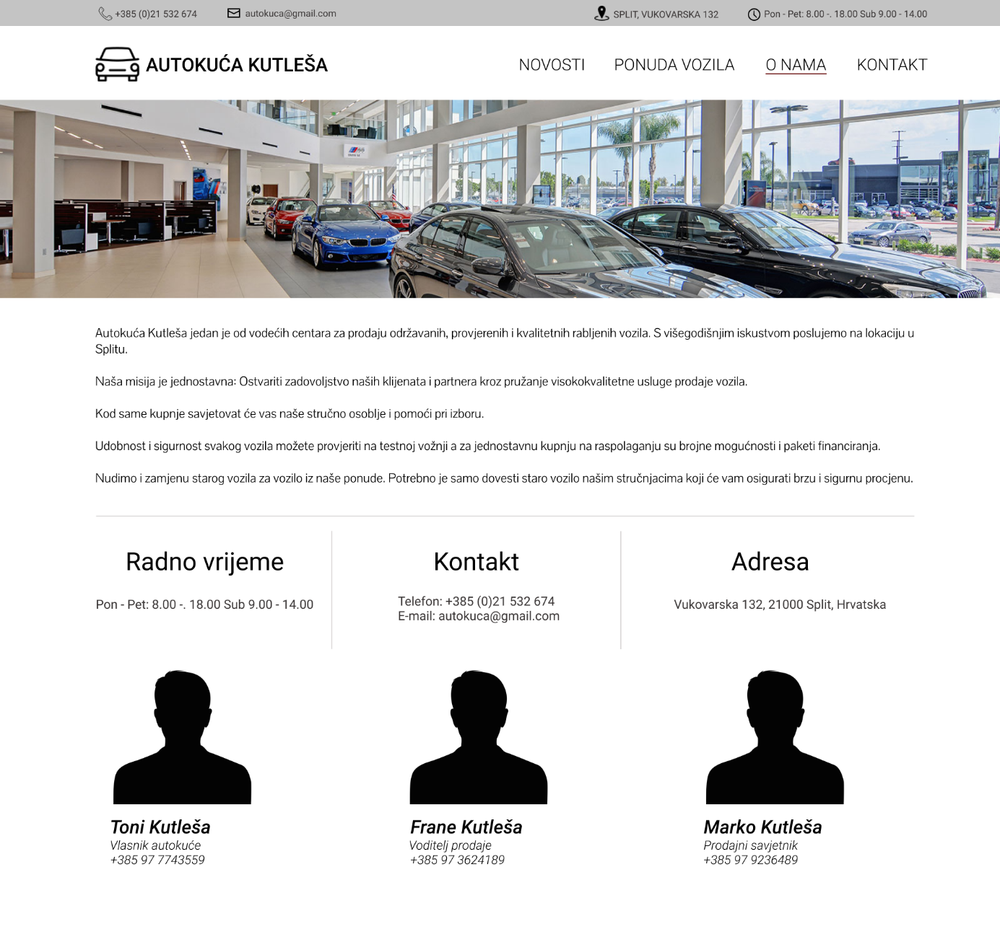 +385 (0)21 532 674
autokuca@gmail.com
SPLIT, VUKOVARSKA 132
Pon - Pet: 8.00 -. 18.00 Sub 9.00 - 14.00
AUTOKUĆA KUTLEŠA
NOVOSTI
PONUDA VOZILA
O NAMA
KONTAKT
Autokuća Kutleša jedan je od vodećih centara za prodaju održavanih, provjerenih i kvalitetnih rabljenih vozila. S višegodišnjim iskustvom poslujemo na lokaciju u
Splitu.
Naša misija je jednostavna: Ostvariti zadovoljstvo naših klijenata i partnera kroz pružanje visokokvalitetne usluge prodaje vozila.
Kod same kupnje savjetovat će vas naše stručno osoblje i pomoći pri izboru.
Udobnost i sigurnost svakog vozila možete provjeriti na testnoj vožnji a za jednostavnu kupnju na raspolaganju su brojne mogućnosti i paketi financiranja.
Nudimo i zamjenu starog vozila za vozilo iz naše ponude. Potrebno je samo dovesti staro vozilo našim stručnjacima koji će vam osigurati brzu i sigurnu procjenu.
Radno vrijeme
Pon - Pet: 8.00 -. 18.00 Sub 9.00 - 14.00
Kontakt
Telefon: +385 (0)21 532 674
E-mail: autokuca@gmail.com
Adresa
Vukovarska 132, 21000 Split, Hrvatska
Toni Kutleša
Vlasnik autokuće
+385 97 7743559
Frane Kutleša
Voditelj prodaje
+385 97 3624189
Marko Kutleša
Prodajni savjetnik
+385 97 9236489